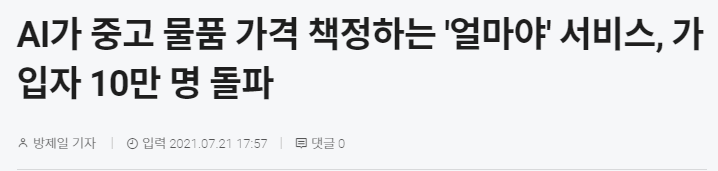 AI가 중고 물품 가격 책정하는 '얼마야' 서비스, 가
입자 10만 명 돌파
방제일 기자 | 입력 2021.07.21 17:57 | 댓글 0